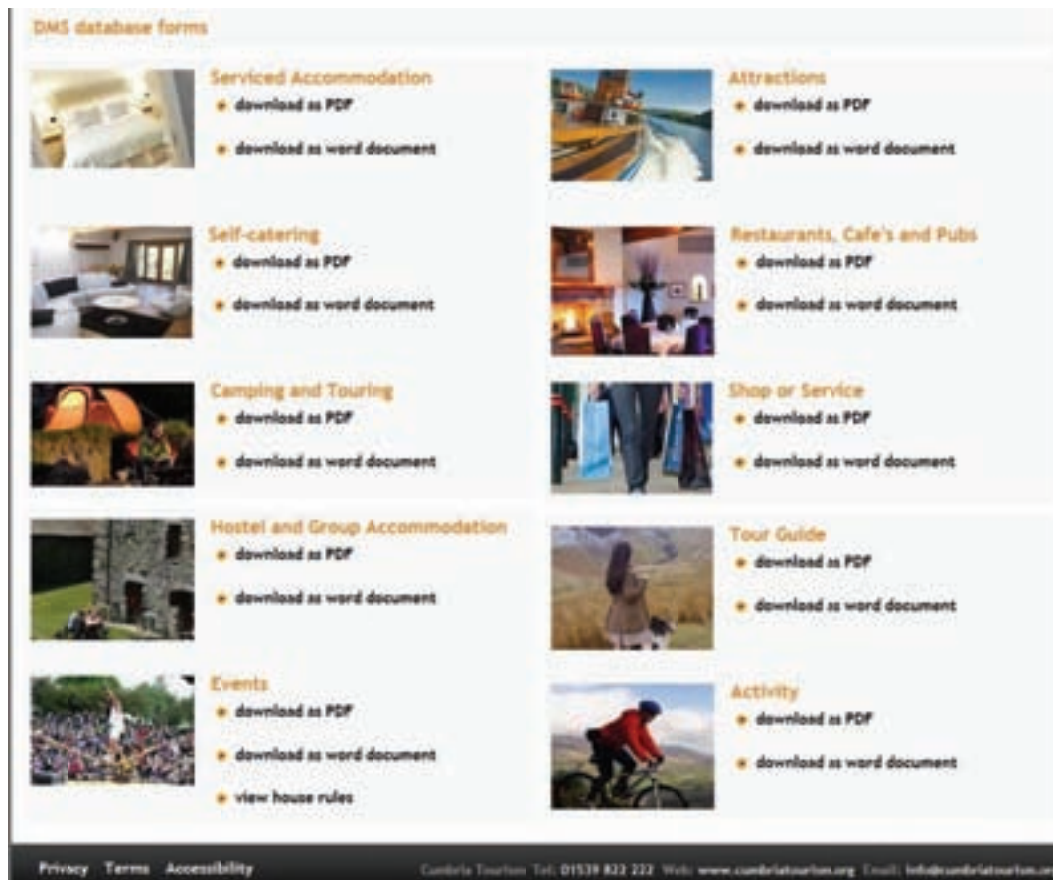 DMS database forms
Serviced Accommodation
download as PDF
download as word document
Self-catering
download as PDF
download as word document
Camping and Touring
download as PDF
download as word document
Hostel and Group Accommodation
download as PDF
download as word document
Events
download as PDF
download as word document
view house rules
Attractions
download as PDF
download as word document
Restaurants, Cafe's and Pubs
download as PDF
download as word document
Shop or Service
download as PDF
download as word document
Tour Guide
download as PDF
download as word document
Activity
download as PDF
download as word document
Privacy Terms Accessibility
Cumbria Tourism Tel: 01539 822 222 Web: www.cumbriatourism.org Email: info@cumbriatourism.or